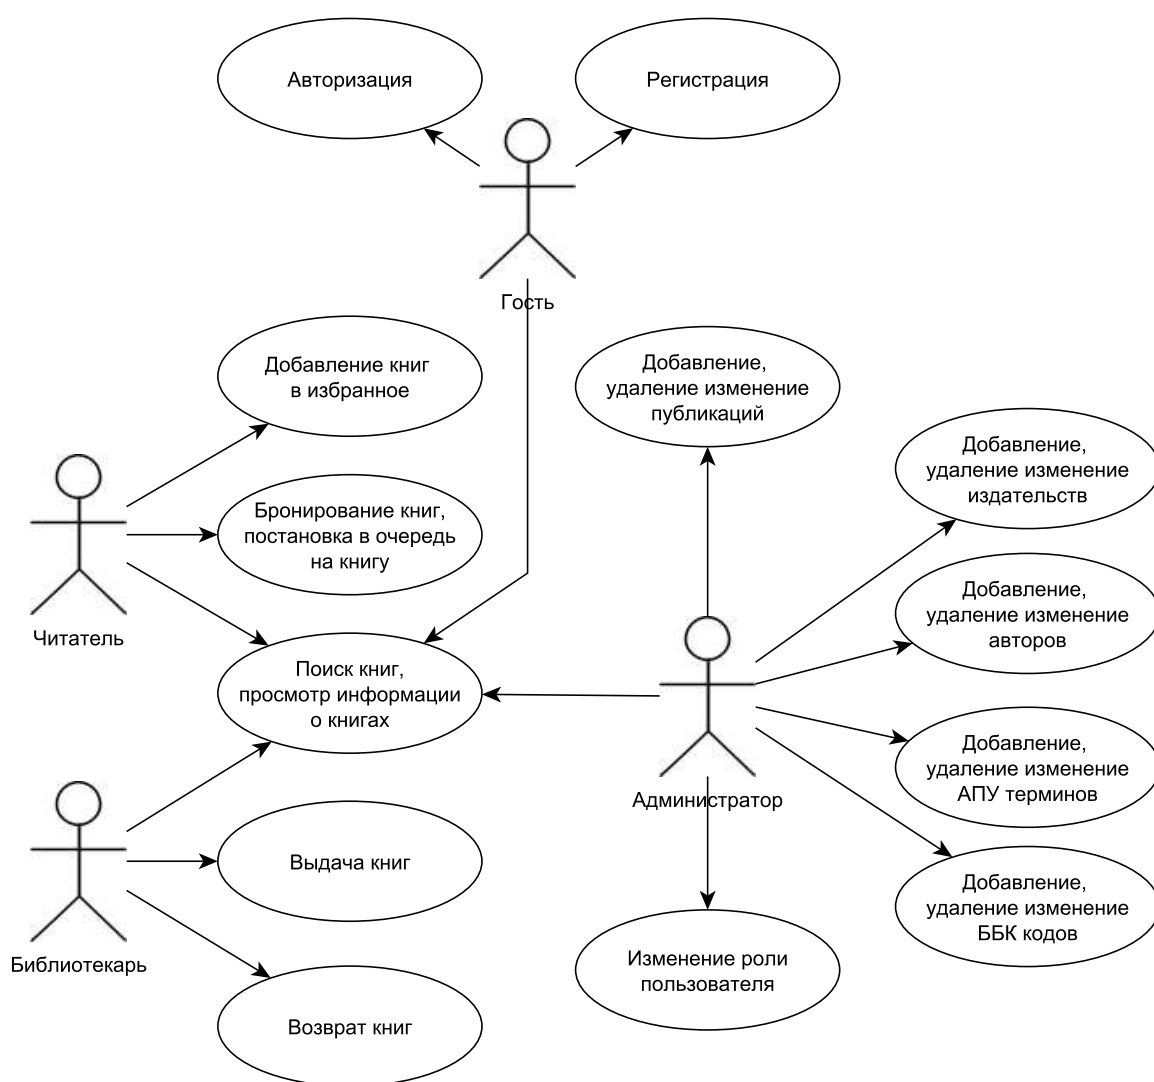 Авторизация
Регистрация
Гость
Добавление книг
в избранное
Добавление,
удаление изменение
публикаций
Добавление,
удаление изменение
издательств
Бронирование книг,
постановка в очередь
на книгу
Читатель
Добавление,
удаление изменение
авторов
Поиск книг,
просмотр информации
о книгах
Администратор
Добавление,
удаление изменение
АПУ терминов
Выдача книг
Добавление,
удаление изменение
ББК кодов
Библиотекарь
Изменение роли
пользователя
Возврат книг